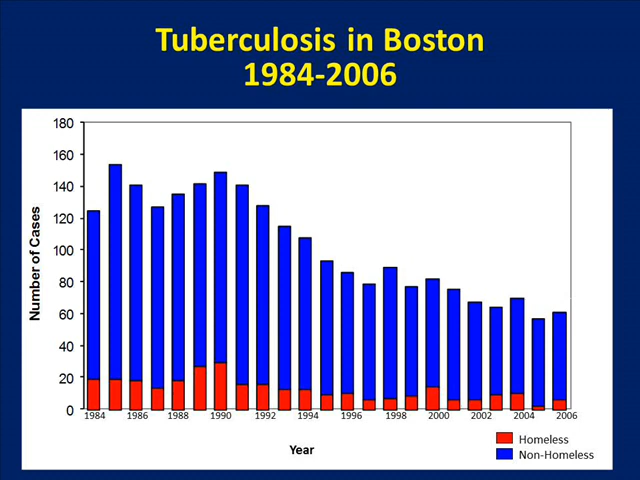 Tuberculosis in Boston
1984-2006
Number of Cases
180
160
140
120
100
80
60
40
20
0
1984 1986 1988 1990 1992 1994 1996 1998 2000 2002 2004 2006
Year
Homeless
Non-Homeless